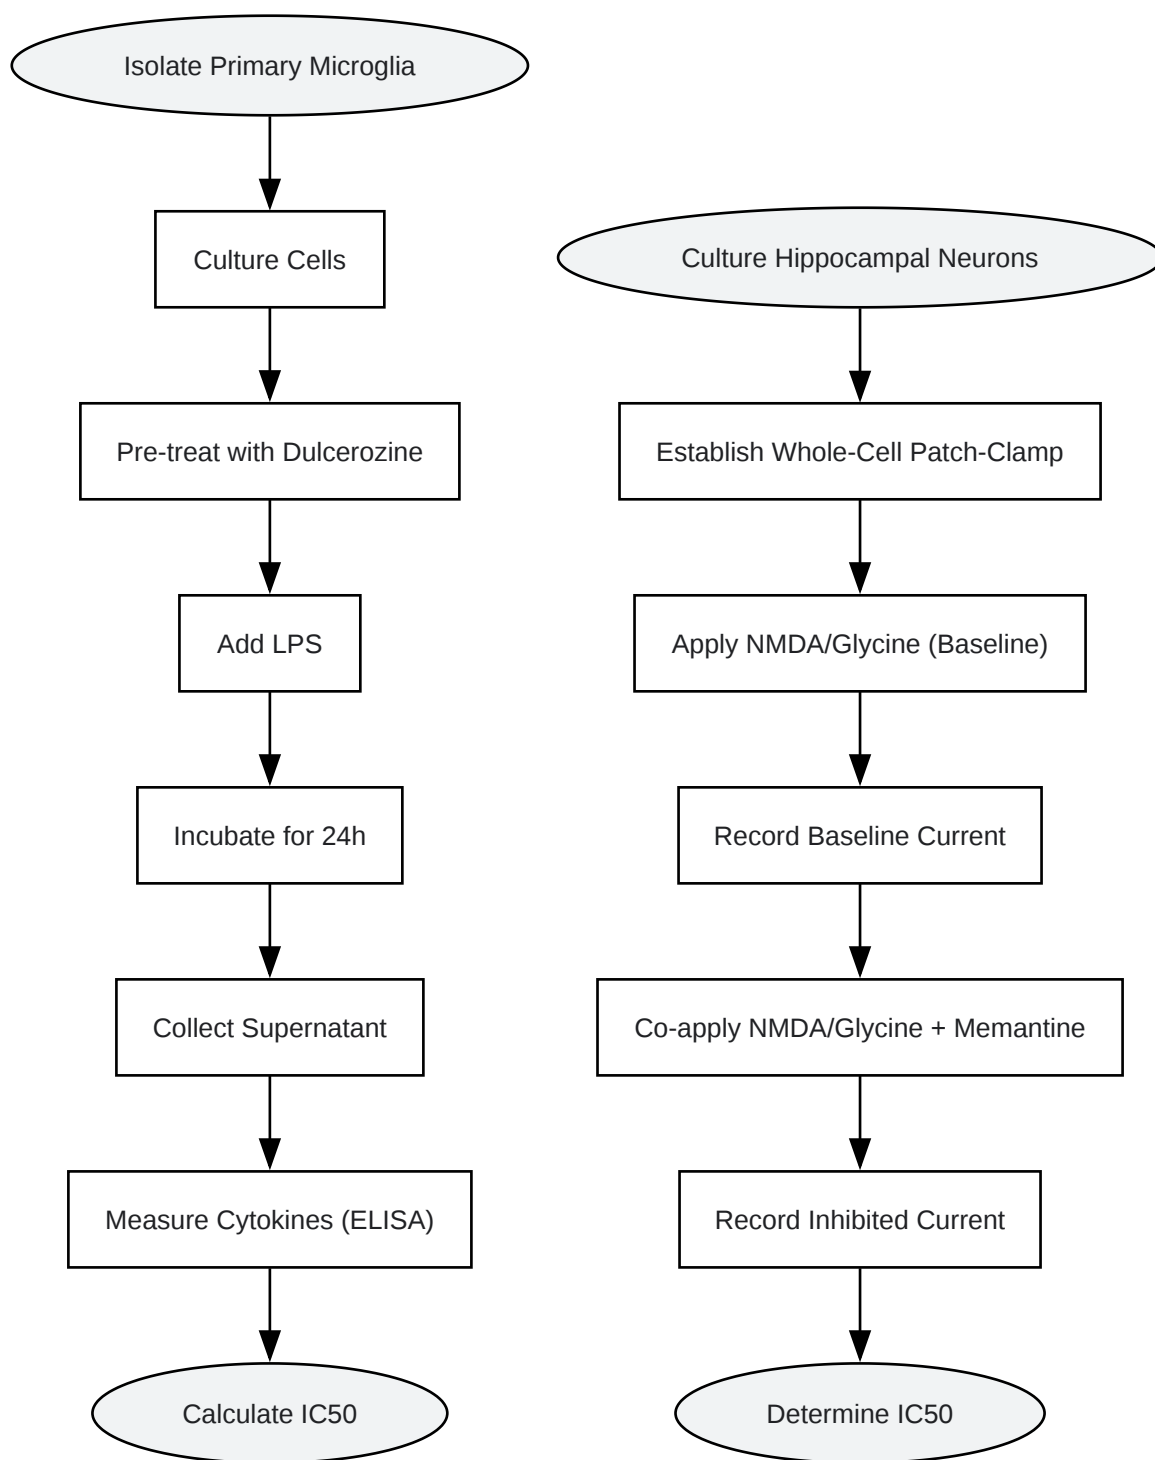 Isolate Primary Microglia
Culture Cells
Pre-treat with Dulcerozine
Add LPS
Incubate for 24h
Collect Supernatant
Measure Cytokines (ELISA)
Calculate IC50
Culture Hippocampal Neurons
Establish Whole-Cell Patch-Clamp
Apply NMDA/Glycine (Baseline)
Record Baseline Current
Co-apply NMDA/Glycine + Memantine
Record Inhibited Current
Determine IC50